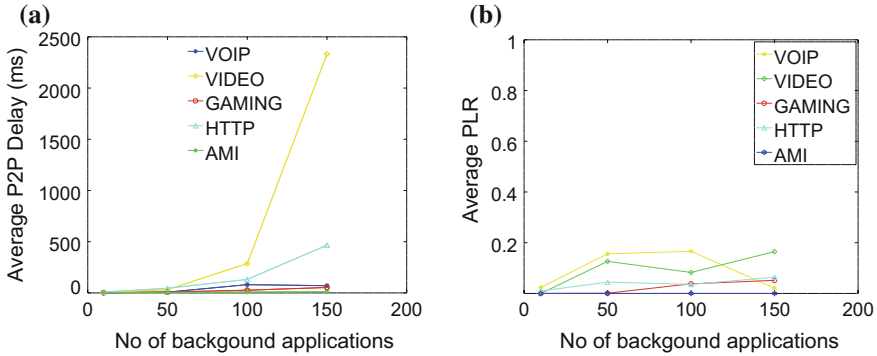 (a)
2500
2000
1500
1000
500
0
0
50
100
150
200
Average P2P Delay (ms)
No of backgound applications
VOIP
VIDEO
GAMING
HTTP
AMI
(b)
1
0.8
0.6
0.4
0.2
0
50
100
150
200
Average PLR
No of backgound applications
VOIP
VIDEO
GAMING
HTTP
AMI